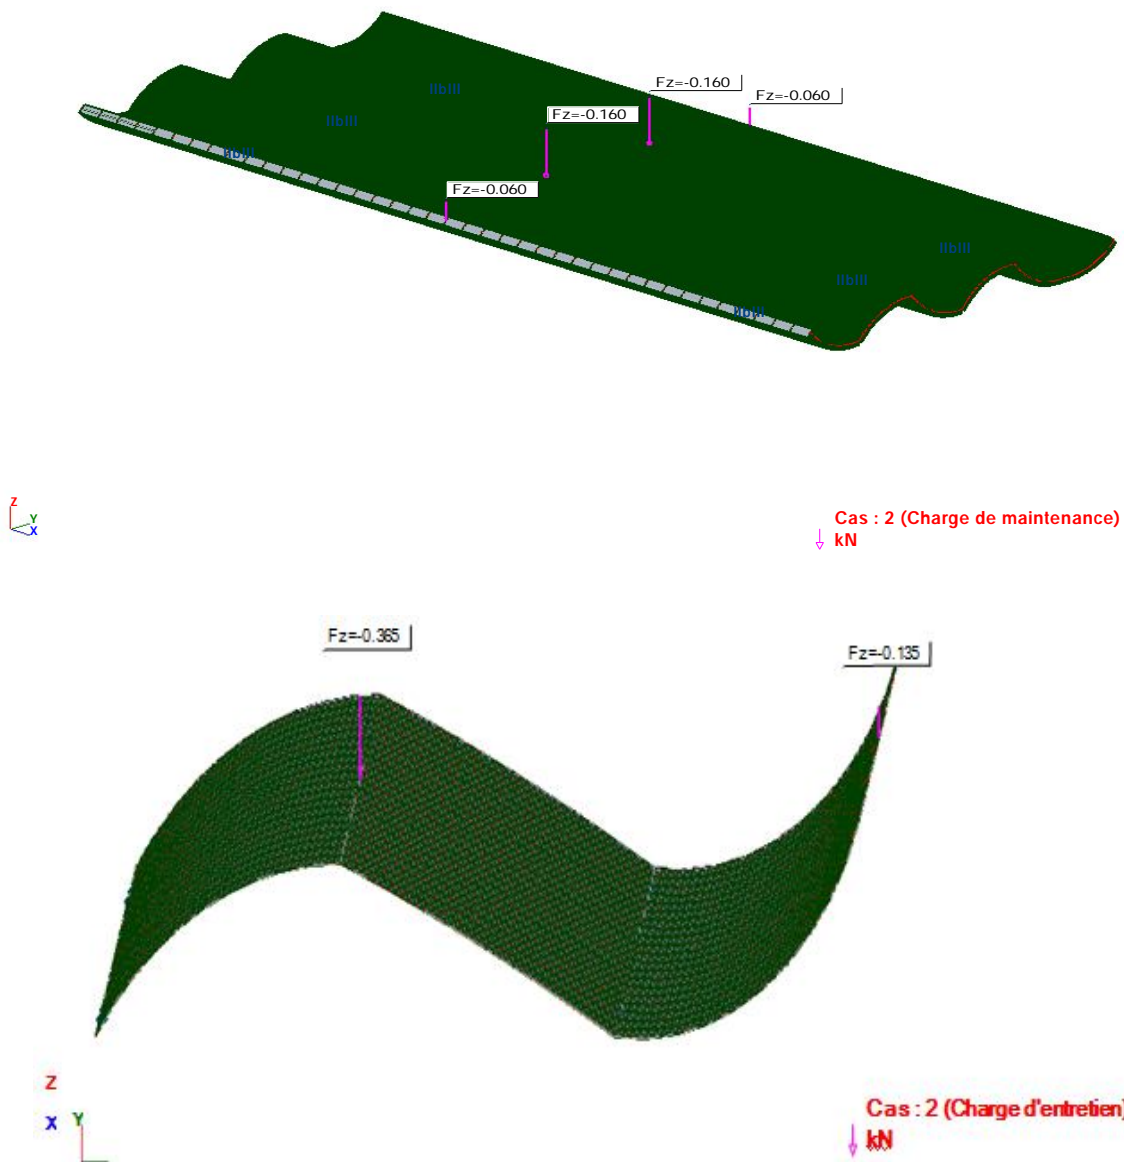 Fz=-0.160
Fz=-0.060
Fz=-0.160
Fz=-0.060
Z
Y
X
Cas : 2 (Charge de maintenance)
kN
Fz=-0.365
Fz=-0.135
Z
X Y
Cas : 2 (Charge d'entretien)
kN